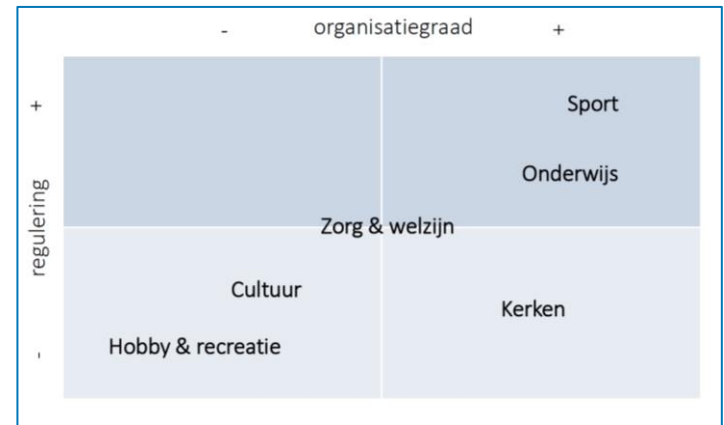 - organisatiegraad +
+
regulering
-
Sport
Onderwijs
Zorg & welzijn
Cultuur
Kerken
Hobby & recreatie